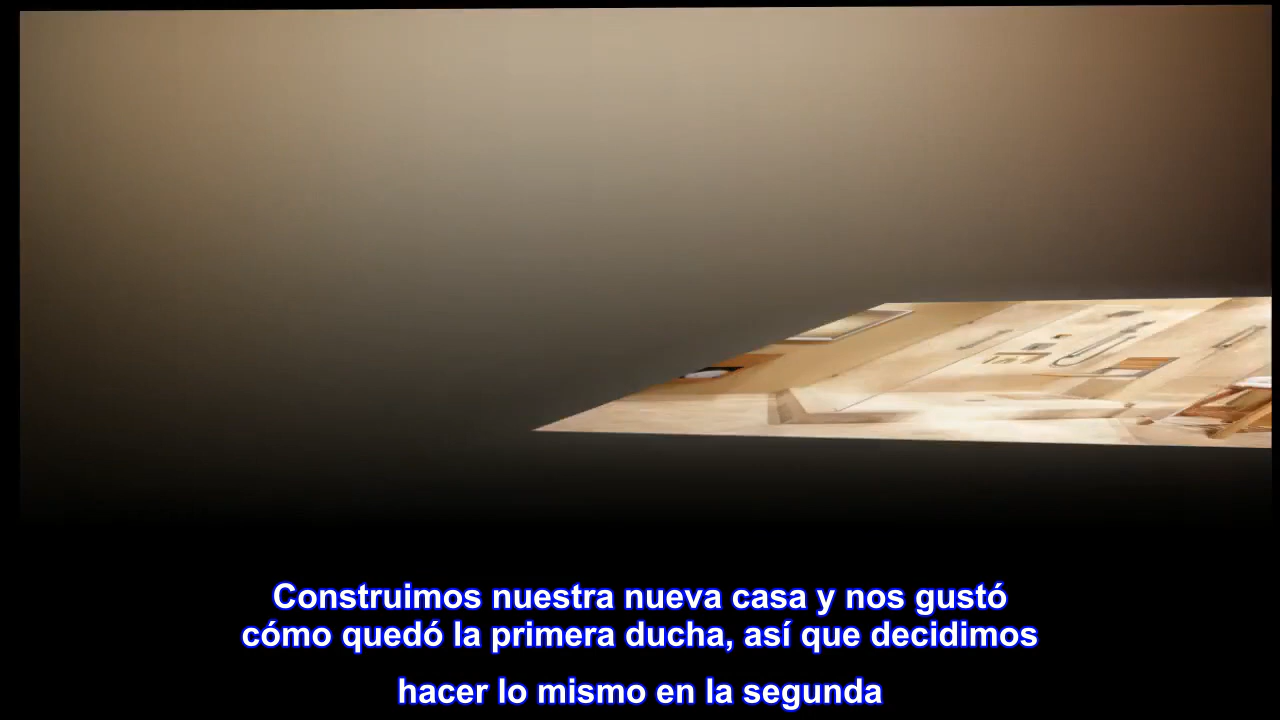 Construimos nuestra nueva casa y nos gustó
cómo quedó la primera ducha, así que decidimos
hacer lo mismo en la segunda